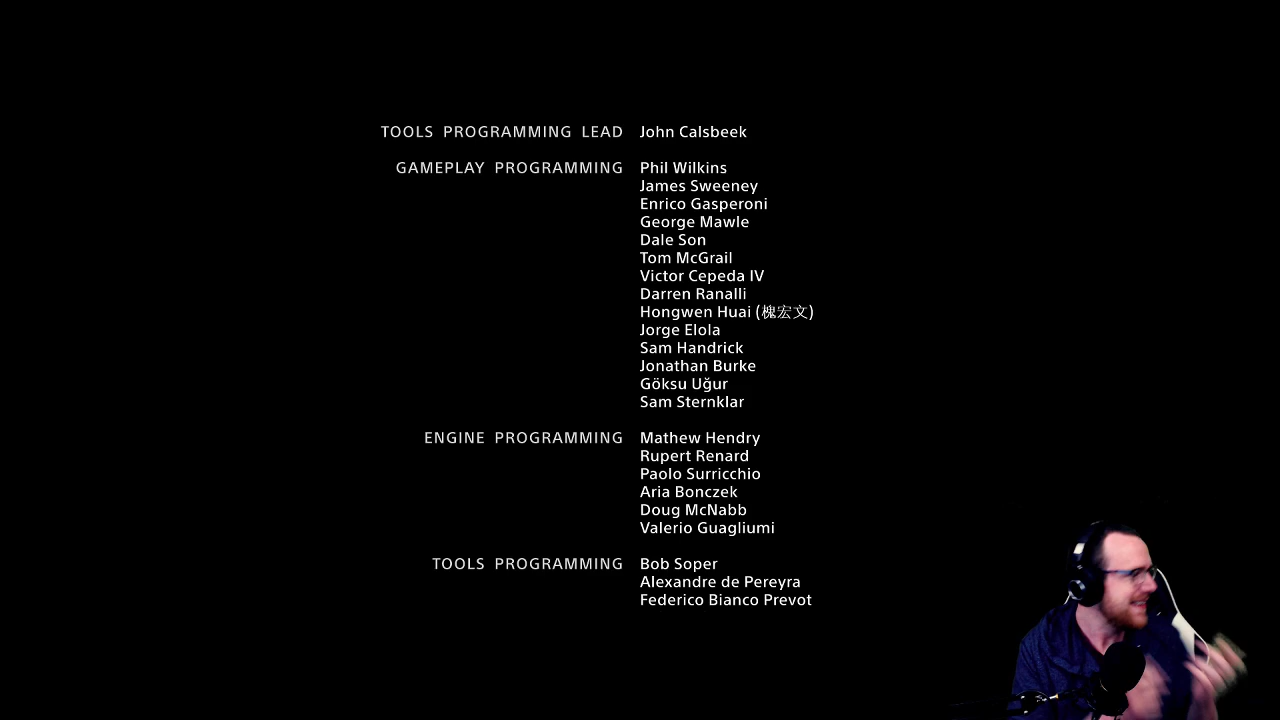 TOOLS PROGRAMMING LEAD John Calsbeek
GAMEPLAY PROGRAMMING Phil Wilkins
James Sweeney
Enrico Gasperoni
George Mawle
Dale Son
Tom McGrail
Victor Cepeda IV
Darren Ranalli
Hongwen Huai (槐宏文)
Jorge Elola
Sam Handrick
Jonathan Burke
Göksu Uğur
Sam Sternklar
ENGINE PROGRAMMING Mathew Hendry
Rupert Renard
Paolo Surricchio
Aria Bonczek
Doug McNabb
Valerio Guagliumi
TOOLS PROGRAMMING Bob Soper
Alexandre de Pereyra
Federico Bianco Prevot